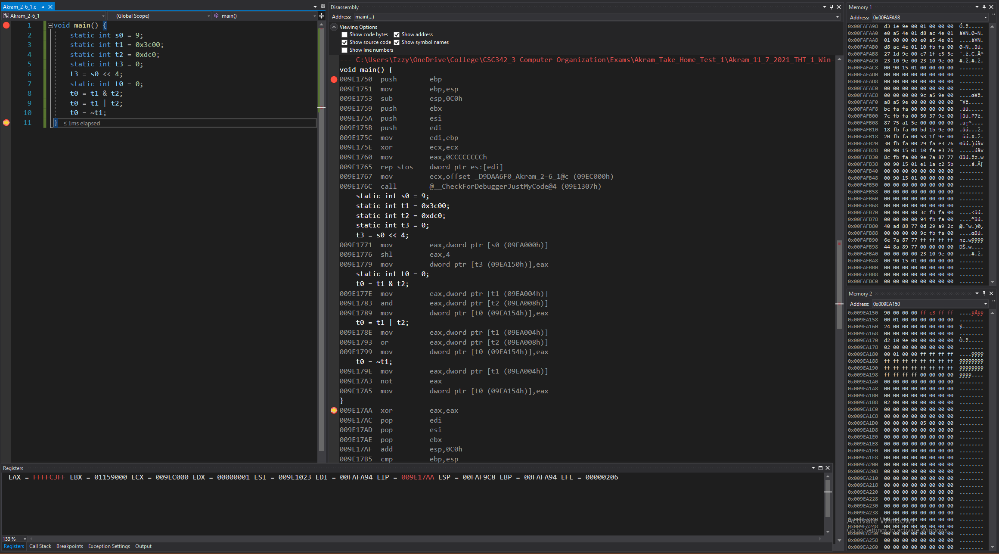 Akram_2-6_1.c
Akram_2-6_1
(Global Scope)
main()
1 void main() {
2 static int s0 = 9;
3 static int t1 = 0x3c00;
4 static int t2 = 0xdc0;
5 static int t3 = 0;
6 t3 = s0 << 4;
7 static int t0 = 0;
8 t0 = t1 & t2;
9 t0 = t1 | t2;
10 t0 = ~t1;
11 } ≤ 1ms elapsed
Disassembly
Address: main(...)
Viewing Options
Show code bytes Show address
Show source code Show symbol names
Show line numbers
--- C:\Users\Izzy\OneDrive\College\CSC342_3 Computer Organization\Exams\Akram_Take_Home_Test_1\Akram_11_7_2021_THT_1_Win-
void main() {
009E1750 push ebp
009E1751 mov ebp,esp
009E1753 sub esp,0C0h
009E1759 push ebx
009E175A push esi
009E175B push edi
009E175C mov edi,ebp
009E175E xor ecx,ecx
009E1760 mov eax,0CCCCCCCCh
009E1765 rep stos dword ptr es:[edi]
009E1767 mov ecx,offset _D9DAA6F0_Akram_2-6_1@c (09EC000h)
009E176C call @__CheckForDebuggerJustMyCode@4 (09E1307h)
static int s0 = 9;
static int t1 = 0x3c00;
static int t2 = 0xdc0;
static int t3 = 0;
t3 = s0 << 4;
009E1771 mov eax,dword ptr [s0 (09EA000h)]
009E1776 shl eax,4
009E1779 mov dword ptr [t3 (09EA150h)],eax
static int t0 = 0;
t0 = t1 & t2;
009E177E mov eax,dword ptr [t1 (09EA004h)]
009E1783 and eax,dword ptr [t2 (09EA008h)]
009E1789 mov dword ptr [t0 (09EA154h)],eax
t0 = t1 | t2;
009E178E mov eax,dword ptr [t1 (09EA004h)]
009E1793 or eax,dword ptr [t2 (09EA008h)]
009E1799 mov dword ptr [t0 (09EA154h)],eax
t0 = ~t1;
009E179E mov eax,dword ptr [t1 (09EA004h)]
009E17A3 not eax
009E17A5 mov dword ptr [t0 (09EA154h)],eax
}
009E17AA xor eax,eax
009E17AC pop edi
009E17AD pop esi
009E17AE pop ebx
009E17AF add esp,0C0h
009E17B5 cmp ebp,esp
Memory 1
Address: 0x00FAFA98
0x00FAFA98 d3 1e 9e 00 01 00 00 00 Ó.ž.....
0x00FAFAA0 e0 a5 4e 01 d8 ac 4e 01 à¥N.Ø¬N.
0x00FAFAA8 01 00 00 00 e0 a5 4e 01 ....à¥N.
0x00FAFAB0 d8 ac 4e 01 10 fb fa 00 Ø¬N..ûú.
0x00FAFAB8 27 1d 9e 00 c7 1f c5 5e '.ž.Ç.Å^
0x00FAFAC0 23 10 9e 00 23 10 9e 00 #.ž.#.ž.
0x00FAFAC8 00 90 15 01 00 00 00 00 ........
0x00FAFAD0 00 00 00 00 00 00 00 00 ........
0x00FAFAD8 00 00 00 00 00 00 00 00 ........
0x00FAFAE0 00 00 00 00 00 00 00 00 ........
0x00FAFAE8 00 00 00 00 9c a5 9e 00 ....œ¥ž.
0x00FAFAF0 a8 a5 9e 00 00 00 00 00 ¨¥ž.....
0x00FAFAF8 bc fa fa 00 00 00 00 00 .úú.....
0x00FAFB00 7c fb fa 00 50 37 9e 00 |ûú.P7ž.
0x00FAFB08 87 75 a1 5e 00 00 00 00 .u¡^....
0x00FAFB10 18 fb fa 00 bd 1b 9e 00 .ûú...ž.
0x00FAFB18 20 fb fa 00 58 1f 9e 00 ûú.X.ž.
0x00FAFB20 30 fb fa 00 29 fa e3 76 0ûú.)úãv
0x00FAFB28 00 90 15 01 10 fa e3 76 .....úãv
0x00FAFB30 8c fb fa 00 9e 7a 87 77 Œûú.žz.w
0x00FAFB38 00 90 15 01 e1 1a c2 5b ....á.Â[
0x00FAFB40 00 00 00 00 00 00 00 00 ........
0x00FAFB48 00 90 15 01 00 00 00 00 ........
0x00FAFB50 00 00 00 00 00 00 00 00 ........
0x00FAFB58 00 00 00 00 00 00 00 00 ........
0x00FAFB60 00 00 00 00 00 00 00 00 ........
0x00FAFB68 00 00 00 00 00 00 00 00 ........
0x00FAFB70 00 00 00 00 3c fb fa 00 ....<ûú.
0x00FAFB78 00 00 00 00 94 fb fa 00 ....”ûú.
0x00FAFB80 40 ad 88 77 0d 29 a9 2c @.ˆw.)©,
0x00FAFB88 00 00 00 00 9c fb fa 00 ....œûú.
0x00FAFB90 6e 7a 87 77 ff ff ff ff nz.wÿÿÿÿ
0x00FAFB98 44 8a 89 77 00 00 00 00 DŠ.w....
0x00FAFBA0 00 00 00 00 23 10 9e 00 ....#.ž.
0x00FAFBA8 00 90 15 01 00 00 00 00 ........
0x00FAFBB0 00 00 00 00 00 00 00 00 ........
0x00FAFBB8 00 00 00 00 00 00 00 00 ........
0x00FAFBC0 00 00 00 00 00 00 00 00 ........
Memory 2
Address: 0x009EA150
0x009EA150 90 00 00 00 ff c3 ff ff ....ÿÃÿÿ
0x009EA158 00 01 00 00 00 00 00 00 ........
0x009EA160 24 00 00 00 00 00 00 00 $.......
0x009EA168 00 00 00 00 00 00 00 00 ........
0x009EA170 d2 10 9e 00 00 00 00 00 Ò.ž.....
0x009EA178 02 00 00 00 00 00 00 00 ........
0x009EA180 00 01 00 00 ff ff ff ff ....ÿÿÿÿ
0x009EA188 ff ff ff ff ff ff ff ff ÿÿÿÿÿÿÿÿ
0x009EA190 ff ff ff ff ff ff ff ff ÿÿÿÿÿÿÿÿ
0x009EA198 ff ff ff ff 00 00 00 00 ÿÿÿÿ....
0x009EA1A0 00 00 00 00 00 00 00 00 ........
0x009EA1A8 00 00 00 00 00 00 00 00 ........
0x009EA1B0 00 00 00 00 00 00 00 00 ........
0x009EA1B8 02 00 00 00 00 00 00 00 ........
0x009EA1C0 00 00 00 00 00 00 00 00 ........
0x009EA1C8 00 00 00 00 00 00 00 00 ........
0x009EA1D0 00 00 00 00 05 00 00 00 ........
0x009EA1D8 00 00 00 00 00 00 00 00 ........
0x009EA1E0 00 00 00 00 00 00 00 00 ........
0x009EA1E8 00 00 00 00 00 00 00 00 ........
0x009EA1F0 00 00 00 00 00 00 00 00 ........
0x009EA1F8 00 00 00 00 00 00 00 00 ........
0x009EA200 00 00 00 00 00 00 00 00 ........
0x009EA208 00 00 00 00 00 00 00 00 ........
0x009EA210 00 00 00 00 00 00 00 00 ........
0x009EA218 00 00 00 00 00 00 00 00 ........
0x009EA220 00 00 00 00 00 00 00 00 ........
0x009EA228 00 00 00 00 00 00 00 00 ........
0x009EA230 00 00 00 00 00 00 00 00 ........
0x009EA238 00 00 00 00 00 00 00 00 ........
0x009EA240 00 00 00 00 00 00 00 00 ........
0x009EA248 00 00 00 00 00 00 00 00 ........
0x009EA250 00 00 00 00 00 00 00 00 ........
0x009EA258 00 00 00 00 00 00 00 00 ........
0x009EA260 00 00 00 00 00 00 00 00 ........
Activate Windows
Go to Settings to activate Windows.
Registers
EAX = FFFFC3FF EBX = 01159000 ECX = 009EC000 EDX = 00000001 ESI = 009E1023 EDI = 00FAFA94 EIP = 009E17AA ESP = 00FAF9C8 EBP = 00FAFA94 EFL = 00000206
133 %
Registers Call Stack Breakpoints Exception Settings Output